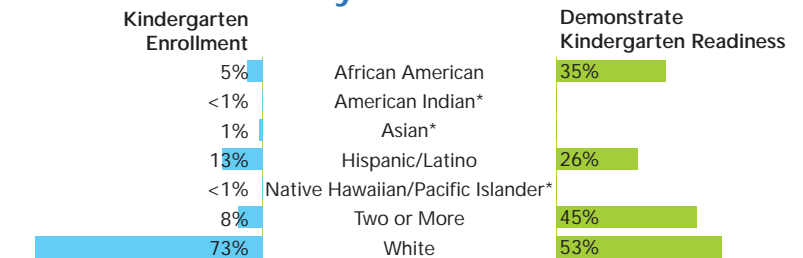 Kindergarten
Enrollment
Demonstrate
Kindergarten Readiness
5% African American 35%
<1% American Indian*
1% Asian*
13% Hispanic/Latino 26%
<1% Native Hawaiian/Pacific Islander*
8% Two or More 45%
73% White 53%